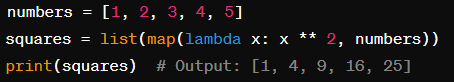 numbers = [1, 2, 3, 4, 5]
squares = list(map(lambda x: x ** 2, numbers))
print(squares)  # Output: [1, 4, 9, 16, 25]